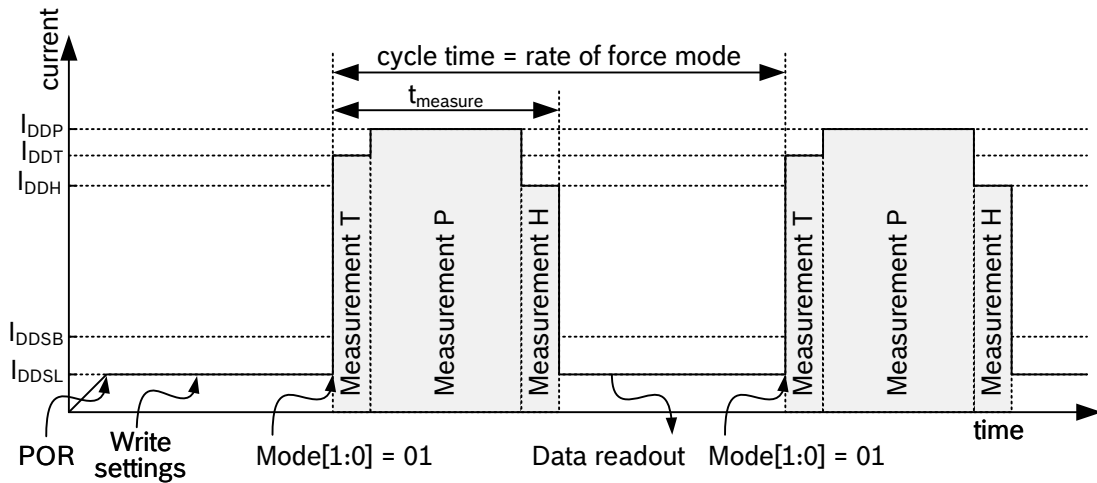 current
cycle time = rate of force mode
tmeasure
IDDP
IDDT
IDDH
Measurement T
Measurement P
Measurement H
Measurement T
Measurement P
Measurement H
IDDSB
IDDSL
time
POR
Write
settings
Mode[1:0] = 01
Data readout
Mode[1:0] = 01